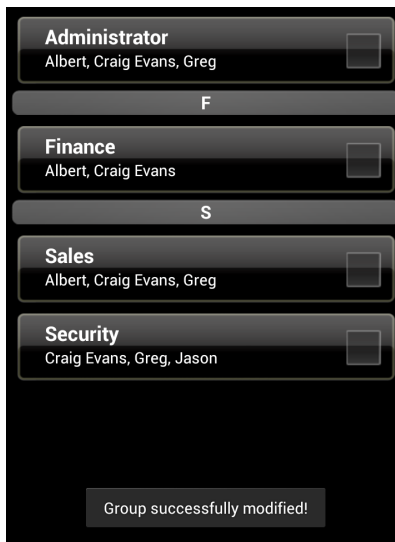 Administrator
Albert, Craig Evans, Greg
F
Finance
Albert, Craig Evans
S
Sales
Albert, Craig Evans, Greg
Security
Craig Evans, Greg, Jason
Group successfully modified!